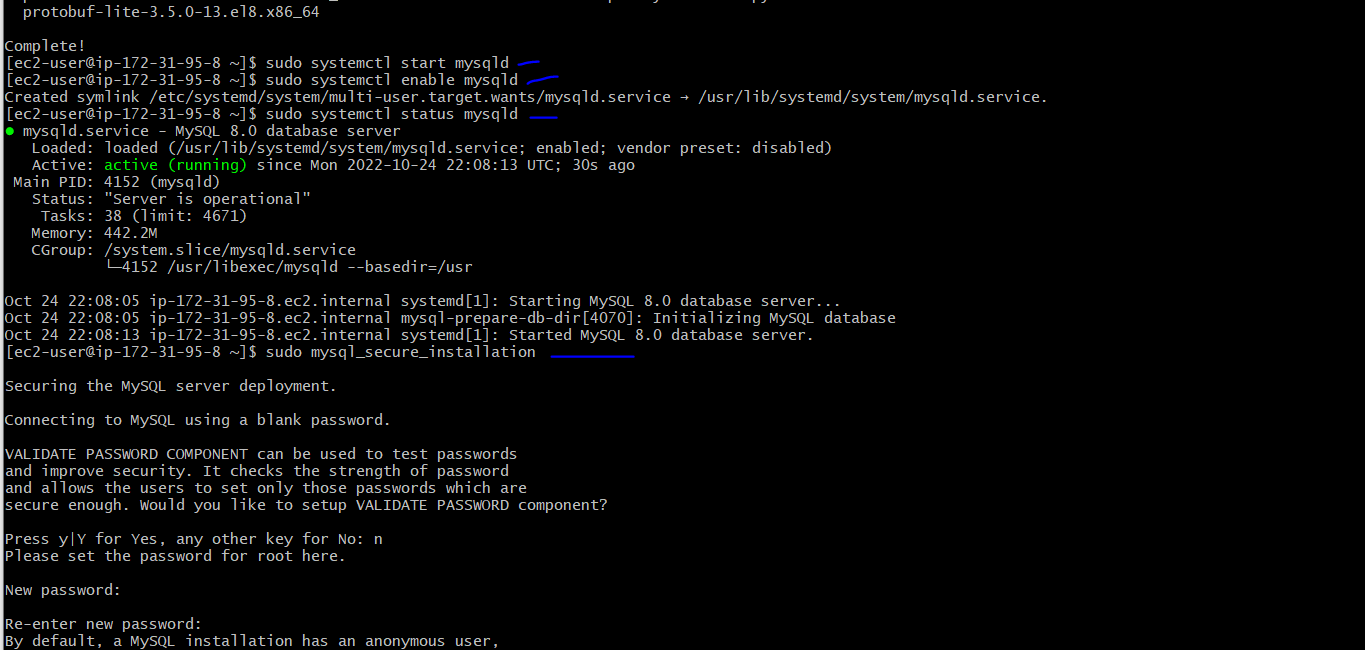 protobuf-lite-3.5.0-13.el8.x86_64
Complete!
[ec2-user@ip-172-31-95-8 ~]$ sudo systemctl start mysqld
[ec2-user@ip-172-31-95-8 ~]$ sudo systemctl enable mysqld
Created symlink /etc/systemd/system/multi-user.target.wants/mysqld.service → /usr/lib/systemd/system/mysqld.service.
[ec2-user@ip-172-31-95-8 ~]$ sudo systemctl status mysqld
● mysqld.service - MySQL 8.0 database server
Loaded: loaded (/usr/lib/systemd/system/mysqld.service; enabled; vendor preset: disabled)
Active: active (running) since Mon 2022-10-24 22:08:13 UTC; 30s ago
Main PID: 4152 (mysqld)
Status: "Server is operational"
Tasks: 38 (limit: 4671)
Memory: 442.2M
CGroup: /system.slice/mysqld.service
└─4152 /usr/libexec/mysqld --basedir=/usr
Oct 24 22:08:05 ip-172-31-95-8.ec2.internal systemd[1]: Starting MySQL 8.0 database server...
Oct 24 22:08:05 ip-172-31-95-8.ec2.internal mysql-prepare-db-dir[4070]: Initializing MySQL database
Oct 24 22:08:13 ip-172-31-95-8.ec2.internal systemd[1]: Started MySQL 8.0 database server.
[ec2-user@ip-172-31-95-8 ~]$ sudo mysql_secure_installation
Securing the MySQL server deployment.
Connecting to MySQL using a blank password.
VALIDATE PASSWORD COMPONENT can be used to test passwords
and improve security. It checks the strength of password
and allows the users to set only those passwords which are
secure enough. Would you like to setup VALIDATE PASSWORD component?
Press y|Y for Yes, any other key for No: n
Please set the password for root here.
New password:
Re-enter new password:
By default, a MySQL installation has an anonymous user,